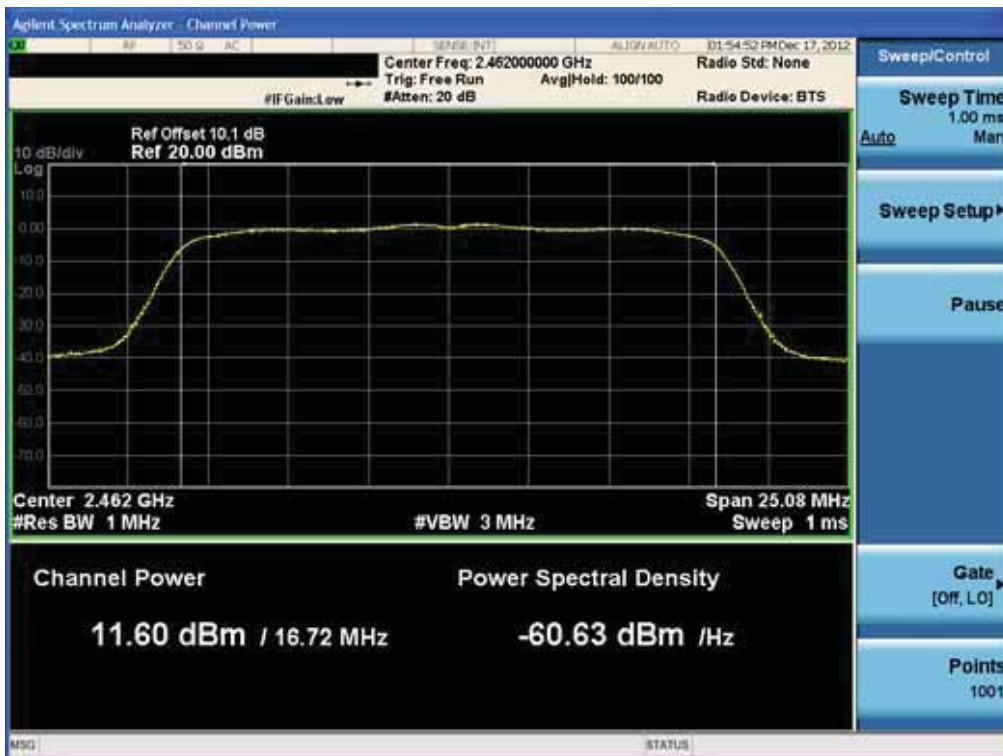 Agilent Spectrum Analyzer - Channel Power
RF 50 Ω AC SENSE:INT ALIGN AUTO 01:54:52 PM Dec 17, 2012
Center Freq: 2.462000000 GHz Radio Std: None
Trig: Free Run Avg|Hold: 100/100
#IFGain:Low #Atten: 20 dB Radio Device: BTS
Ref Offset 10.1 dB
10 dB/div Ref 20.00 dBm
Log
10.0
0.00
-10.0
-20.0
-30.0
-40.0
-50.0
-60.0
-70.0
Center 2.462 GHz Span 25.08 MHz
#Res BW 1 MHz #VBW 3 MHz Sweep 1 ms
Channel Power Power Spectral Density
11.60 dBm / 16.72 MHz -60.63 dBm /Hz
MSG STATUS
Sweep/Control
Sweep Time
1.00 ms
Auto Man
Sweep Setup
Pause
Gate
[Off, LO]
Points
1001